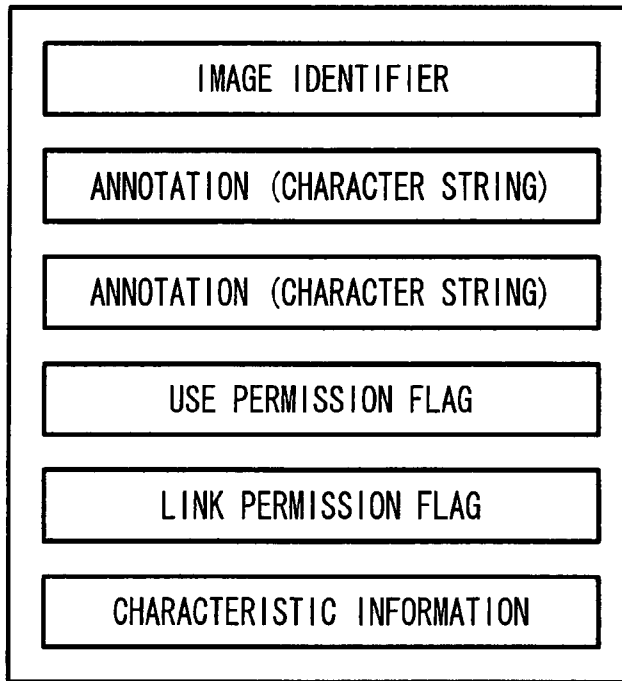 IMAGE IDENTIFIER
ANNOTATION (CHARACTER STRING)
ANNOTATION (CHARACTER STRING)
USE PERMISSION FLAG
LINK PERMISSION FLAG
CHARACTERISTIC INFORMATION